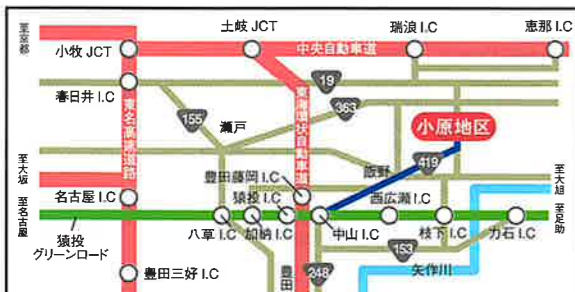 至京都
土岐 JCT
瑞浪 I.C
恵那 I.C
小牧 JCT
中央自動車道
19
春日井 I.C
東名高速道路
155
瀬戸
363
東海環状自動車道
小原地区
419
飯野
至大坂
豊田藤岡 I.C
至大旭
名古屋 I.C
猿投 I.C
西広瀬 I.C
至名古屋
至足助
猿投
グリーンロード
八草 I.C
加納 I.C
中山 I.C
枝下 I.C
力石 I.C
153
豊田三好 I.C
豊田
248
矢作川